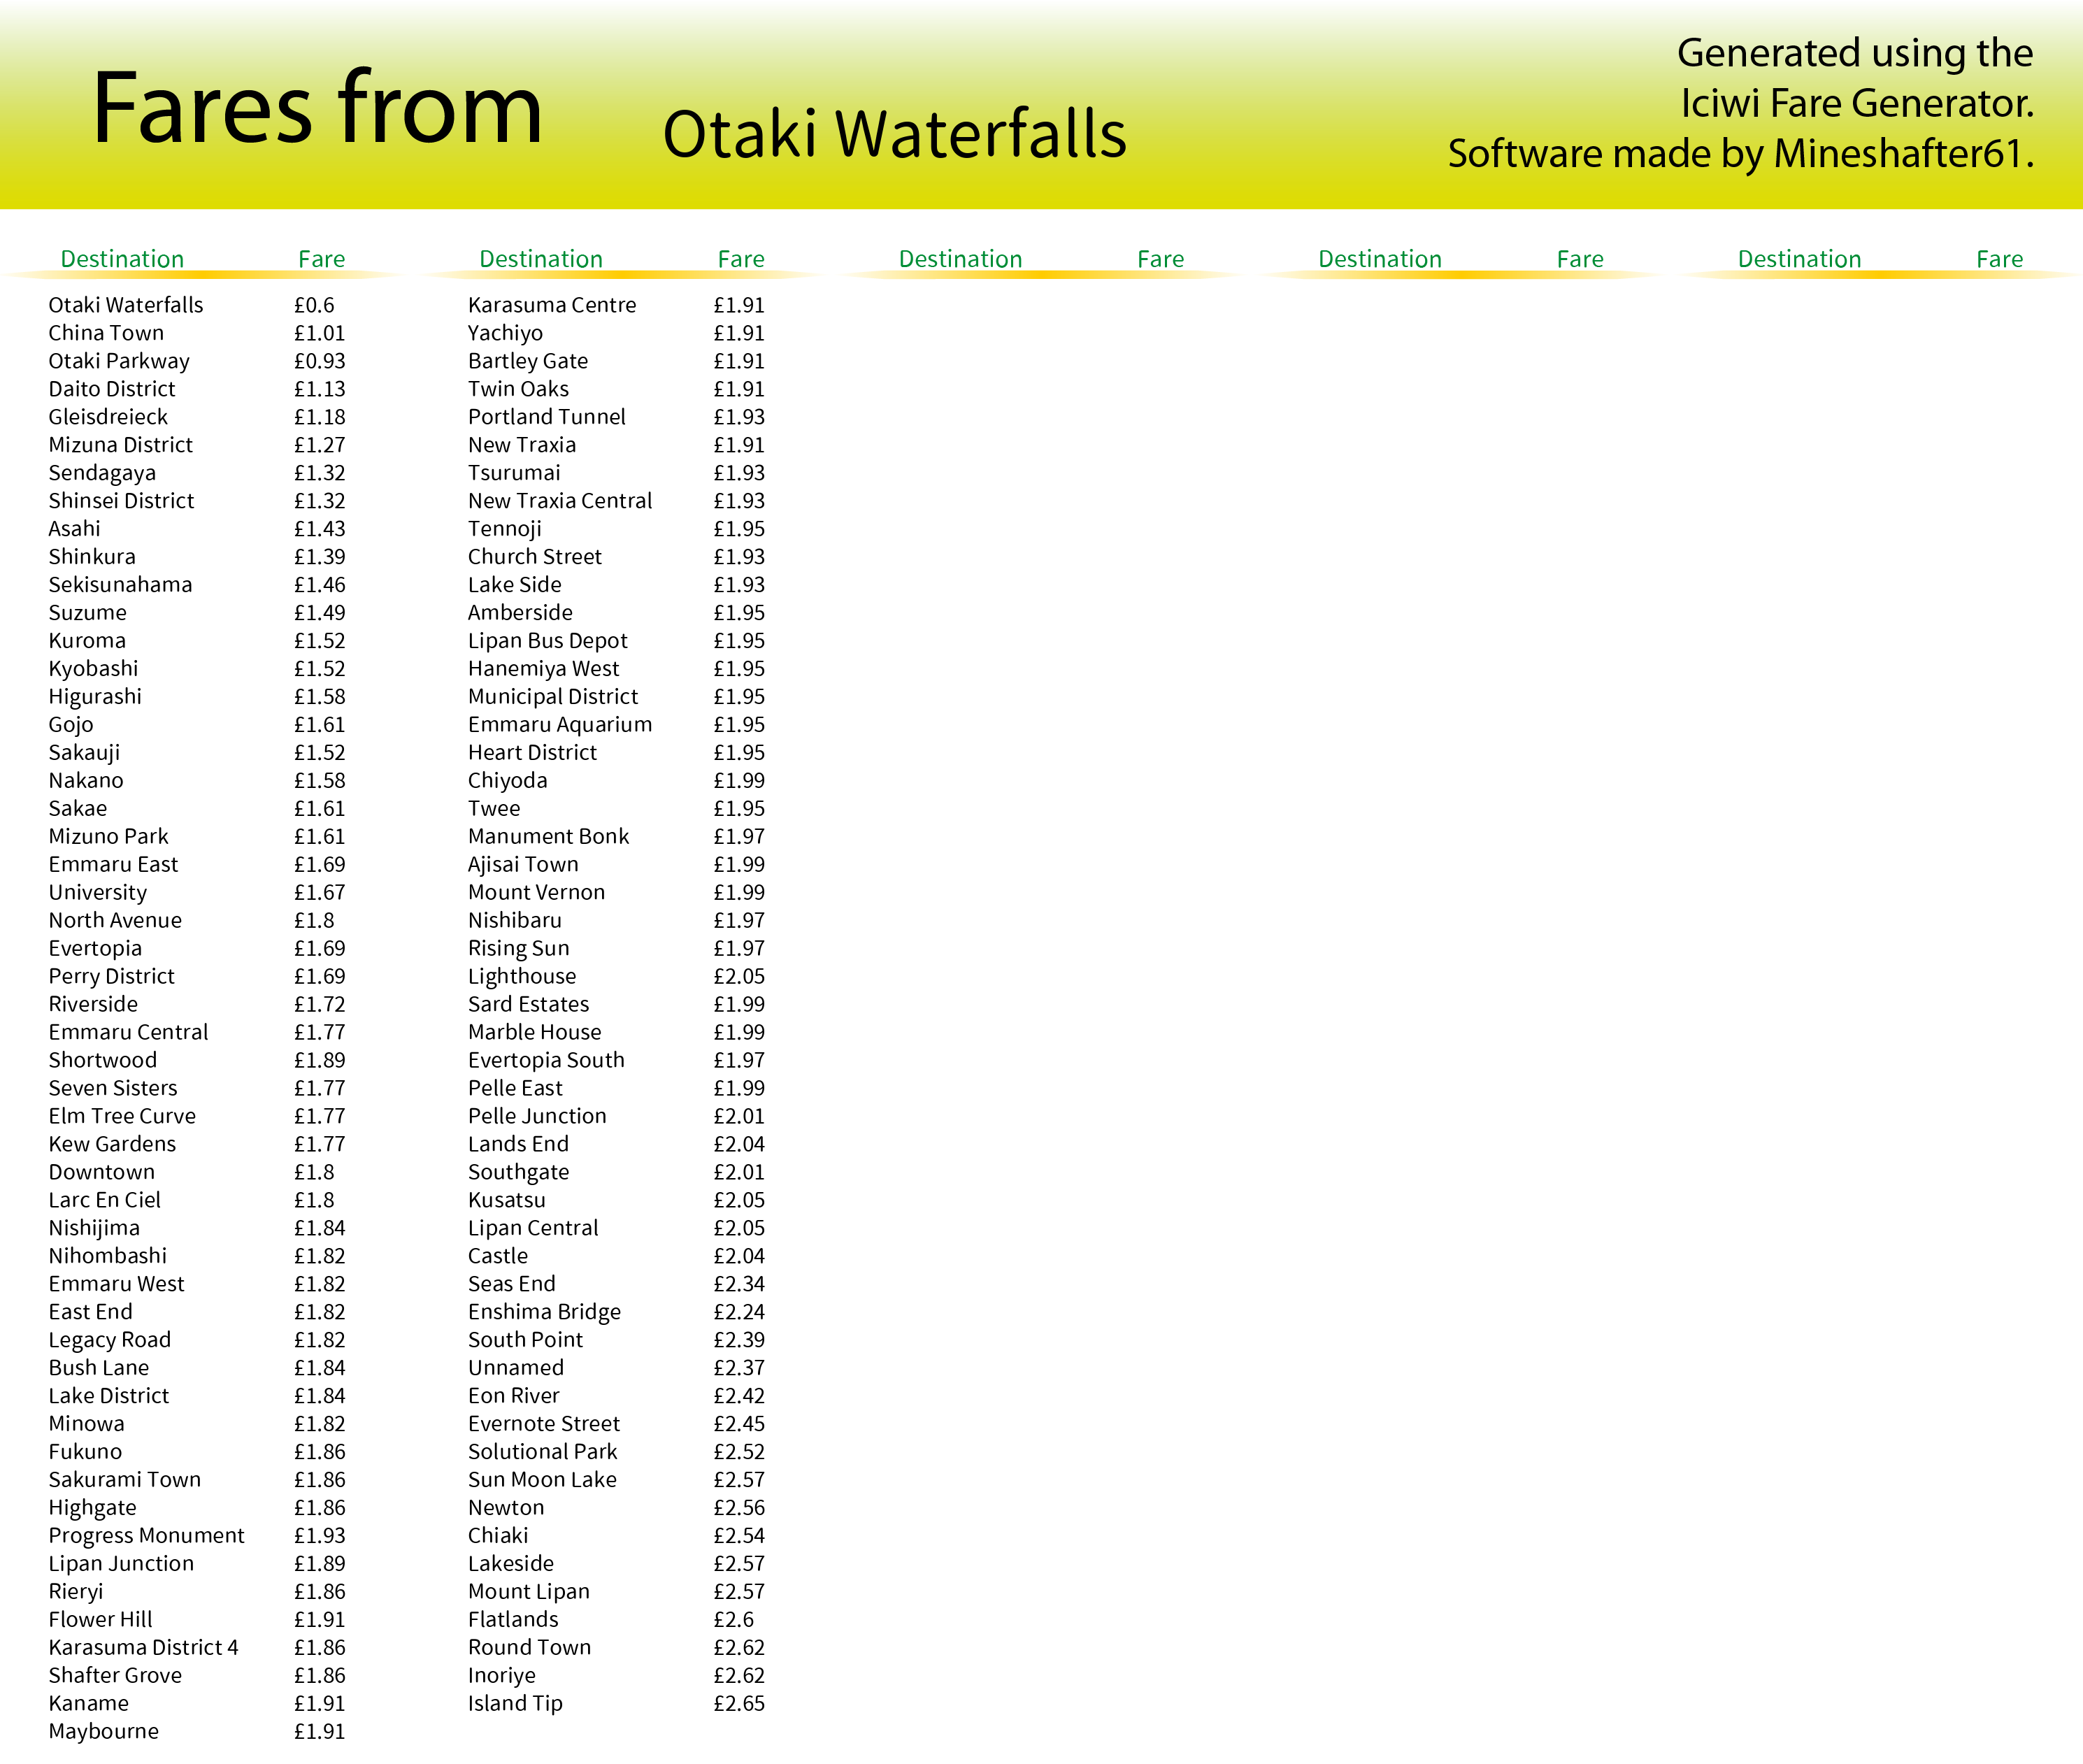 Fares from
Otaki Waterfalls
Generated using the
Iciwi Fare Generator.
Software made by Mineshafter61.
Destination Fare Destination Fare Destination Fare Destination Fare Destination Fare
Otaki Waterfalls £0.6
China Town £1.01
Otaki Parkway £0.93
Daito District £1.13
Gleisdreieck £1.18
Mizuna District £1.27
Sendagaya £1.32
Shinsei District £1.32
Asahi £1.43
Shinkura £1.39
Sekisunahama £1.46
Suzume £1.49
Kuroma £1.52
Kyobashi £1.52
Higurashi £1.58
Gojo £1.61
Sakauji £1.52
Nakano £1.58
Sakae £1.61
Mizuno Park £1.61
Emmaru East £1.69
University £1.67
North Avenue £1.8
Evertopia £1.69
Perry District £1.69
Riverside £1.72
Emmaru Central £1.77
Shortwood £1.89
Seven Sisters £1.77
Elm Tree Curve £1.77
Kew Gardens £1.77
Downtown £1.8
Larc En Ciel £1.8
Nishijima £1.84
Nihombashi £1.82
Emmaru West £1.82
East End £1.82
Legacy Road £1.82
Bush Lane £1.84
Lake District £1.84
Minowa £1.82
Fukuno £1.86
Sakurami Town £1.86
Highgate £1.86
Progress Monument £1.93
Lipan Junction £1.89
Rieryi £1.86
Flower Hill £1.91
Karasuma District 4 £1.86
Shafter Grove £1.86
Kaname £1.91
Maybourne £1.91
Karasuma Centre £1.91
Yachiyo £1.91
Bartley Gate £1.91
Twin Oaks £1.91
Portland Tunnel £1.93
New Traxia £1.91
Tsurumai £1.93
New Traxia Central £1.93
Tennoji £1.95
Church Street £1.93
Lake Side £1.93
Amberside £1.95
Lipan Bus Depot £1.95
Hanemiya West £1.95
Municipal District £1.95
Emmaru Aquarium £1.95
Heart District £1.95
Chiyoda £1.99
Twee £1.95
Manument Bonk £1.97
Ajisai Town £1.99
Mount Vernon £1.99
Nishibaru £1.97
Rising Sun £1.97
Lighthouse £2.05
Sard Estates £1.99
Marble House £1.99
Evertopia South £1.97
Pelle East £1.99
Pelle Junction £2.01
Lands End £2.04
Southgate £2.01
Kusatsu £2.05
Lipan Central £2.05
Castle £2.04
Seas End £2.34
Enshima Bridge £2.24
South Point £2.39
Unnamed £2.37
Eon River £2.42
Evernote Street £2.45
Solutional Park £2.52
Sun Moon Lake £2.57
Newton £2.56
Chiaki £2.54
Lakeside £2.57
Mount Lipan £2.57
Flatlands £2.6
Round Town £2.62
Inoriye £2.62
Island Tip £2.65